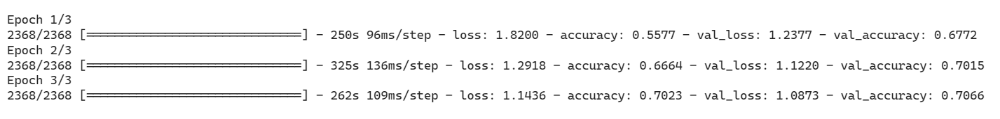 Epoch 1/3
2368/2368 [==============================] - 250s 96ms/step - loss: 1.8200 - accuracy: 0.5577 - val_loss: 1.2377 - val_accuracy: 0.6772
Epoch 2/3
2368/2368 [==============================] - 325s 136ms/step - loss: 1.2918 - accuracy: 0.6664 - val_loss: 1.1220 - val_accuracy: 0.7015
Epoch 3/3
2368/2368 [==============================] - 262s 109ms/step - loss: 1.1436 - accuracy: 0.7023 - val_loss: 1.0873 - val_accuracy: 0.7066